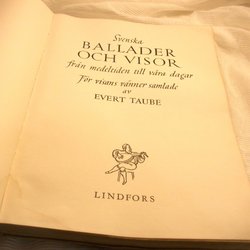 Svenska
BALLADER
OCH VISOR
från medeltiden till våra dagar
För visans vänner samlade
av
EVERT TAUBE
LINDFORS